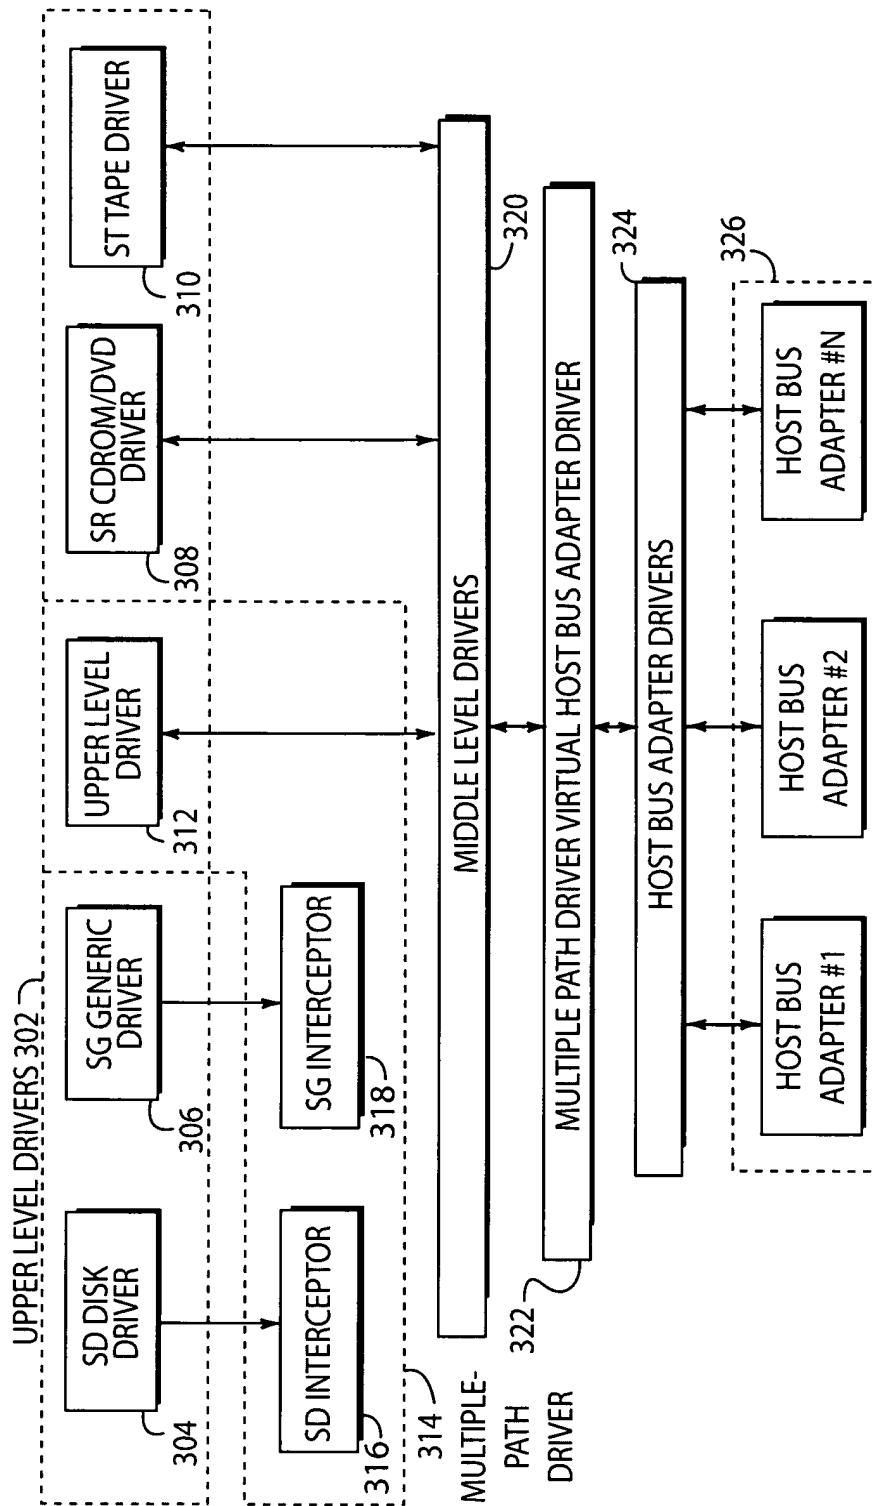 UPPER LEVEL DRIVERS 302
SD DISK
DRIVER
304
SG GENERIC
DRIVER
306
UPPER LEVEL
DRIVER
312
SR CDROM/DVD
DRIVER
308
ST TAPE DRIVER
310
SD INTERCEPTOR
316
SG INTERCEPTOR
318
314
MULTIPLE-
PATH
DRIVER
MIDDLE LEVEL DRIVERS
320
MULTIPLE PATH DRIVER VIRTUAL HOST BUS ADAPTER DRIVER
322
HOST BUS ADAPTER DRIVERS
324
326
HOST BUS
ADAPTER #1
HOST BUS
ADAPTER #2
HOST BUS
ADAPTER #N